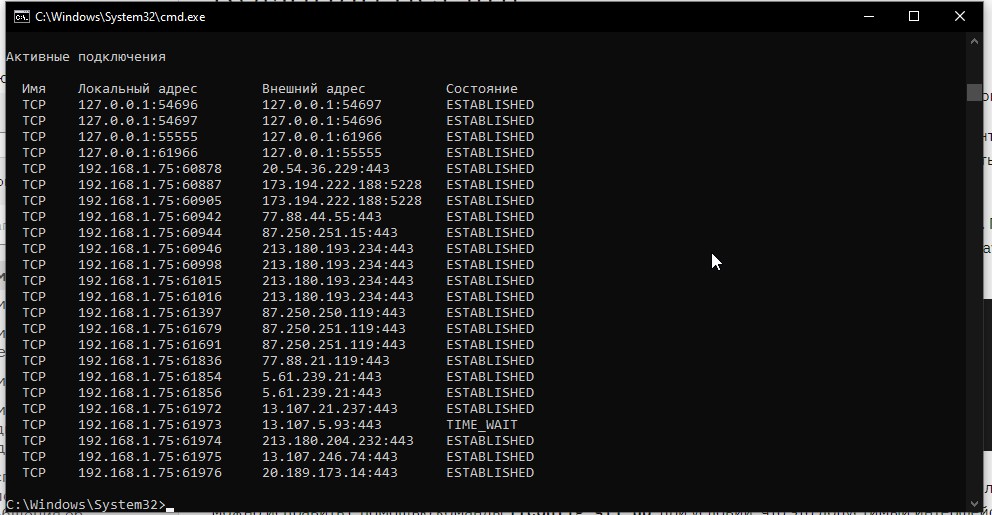 C:\Windows\System32\cmd.exe
Активные подключения
Имя Локальный адрес Внешний адрес Состояние
TCP 127.0.0.1:54696 127.0.0.1:54697 ESTABLISHED
TCP 127.0.0.1:54697 127.0.0.1:54696 ESTABLISHED
TCP 127.0.0.1:55555 127.0.0.1:61966 ESTABLISHED
TCP 127.0.0.1:61966 127.0.0.1:55555 ESTABLISHED
TCP 192.168.1.75:60878 20.54.36.229:443 ESTABLISHED
TCP 192.168.1.75:60887 173.194.222.188:5228 ESTABLISHED
TCP 192.168.1.75:60905 173.194.222.188:5228 ESTABLISHED
TCP 192.168.1.75:60942 77.88.44.55:443 ESTABLISHED
TCP 192.168.1.75:60944 87.250.251.15:443 ESTABLISHED
TCP 192.168.1.75:60946 213.180.193.234:443 ESTABLISHED
TCP 192.168.1.75:60998 213.180.193.234:443 ESTABLISHED
TCP 192.168.1.75:61015 213.180.193.234:443 ESTABLISHED
TCP 192.168.1.75:61016 213.180.193.234:443 ESTABLISHED
TCP 192.168.1.75:61397 87.250.250.119:443 ESTABLISHED
TCP 192.168.1.75:61679 87.250.251.119:443 ESTABLISHED
TCP 192.168.1.75:61691 87.250.251.119:443 ESTABLISHED
TCP 192.168.1.75:61836 77.88.21.119:443 ESTABLISHED
TCP 192.168.1.75:61854 5.61.239.21:443 ESTABLISHED
TCP 192.168.1.75:61856 5.61.239.21:443 ESTABLISHED
TCP 192.168.1.75:61972 13.107.21.237:443 ESTABLISHED
TCP 192.168.1.75:61973 13.107.5.93:443 TIME_WAIT
TCP 192.168.1.75:61974 213.180.204.232:443 ESTABLISHED
TCP 192.168.1.75:61975 13.107.246.74:443 ESTABLISHED
TCP 192.168.1.75:61976 20.189.173.14:443 ESTABLISHED
C:\Windows\System32>